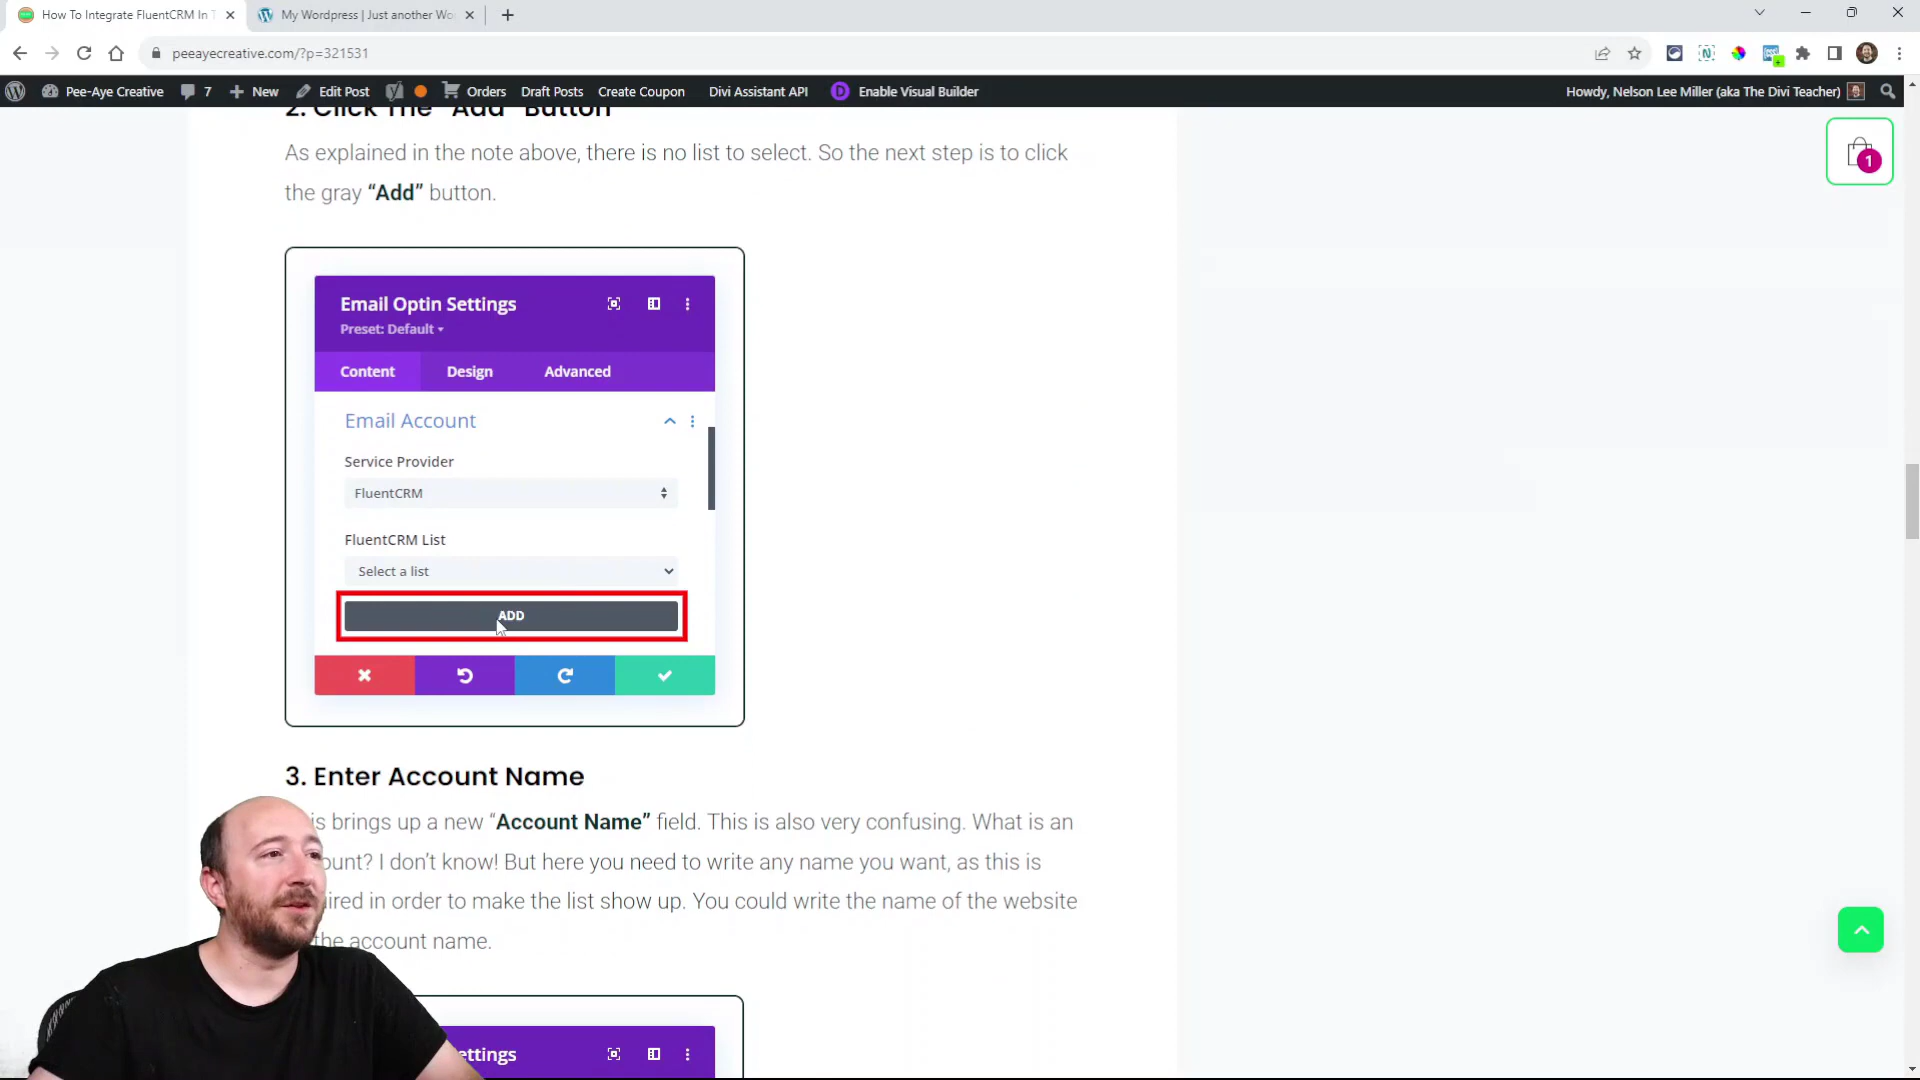 How To Integrate FluentCRM In T
My Wordpress | Just another Wo
peeayecreative.com/?p=321531
Pee-Aye Creative
7
New
Edit Post
Orders
Draft Posts
Create Coupon
Divi Assistant API
Enable Visual Builder
Howdy, Nelson Lee Miller (aka The Divi Teacher)
1
2. Click The "Add" Button
As explained in the note above, there is no list to select. So the next step is to click
the gray “Add” button.
Email Optin Settings
Preset: Default
Content
Design
Advanced
Email Account
Service Provider
FluentCRM
FluentCRM List
Select a list
ADD
3. Enter Account Name
is brings up a new “Account Name” field. This is also very confusing. What is an
ount? I don’t know! But here you need to write any name you want, as this is
ired in order to make the list show up. You could write the name of the website
the account name.
ettings